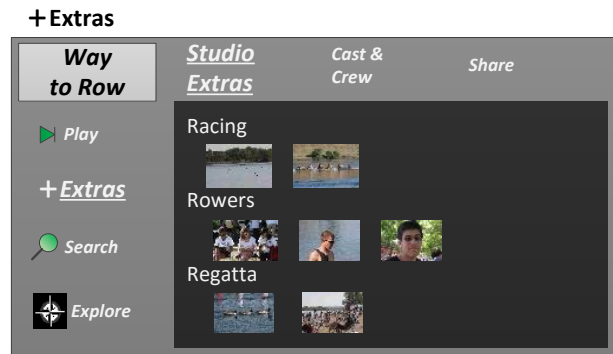 +Extras
Way
to Row
Studio
Extras
Cast &
Crew
Share
Play
+Extras
Search
Explore
Racing
Rowers
Regatta